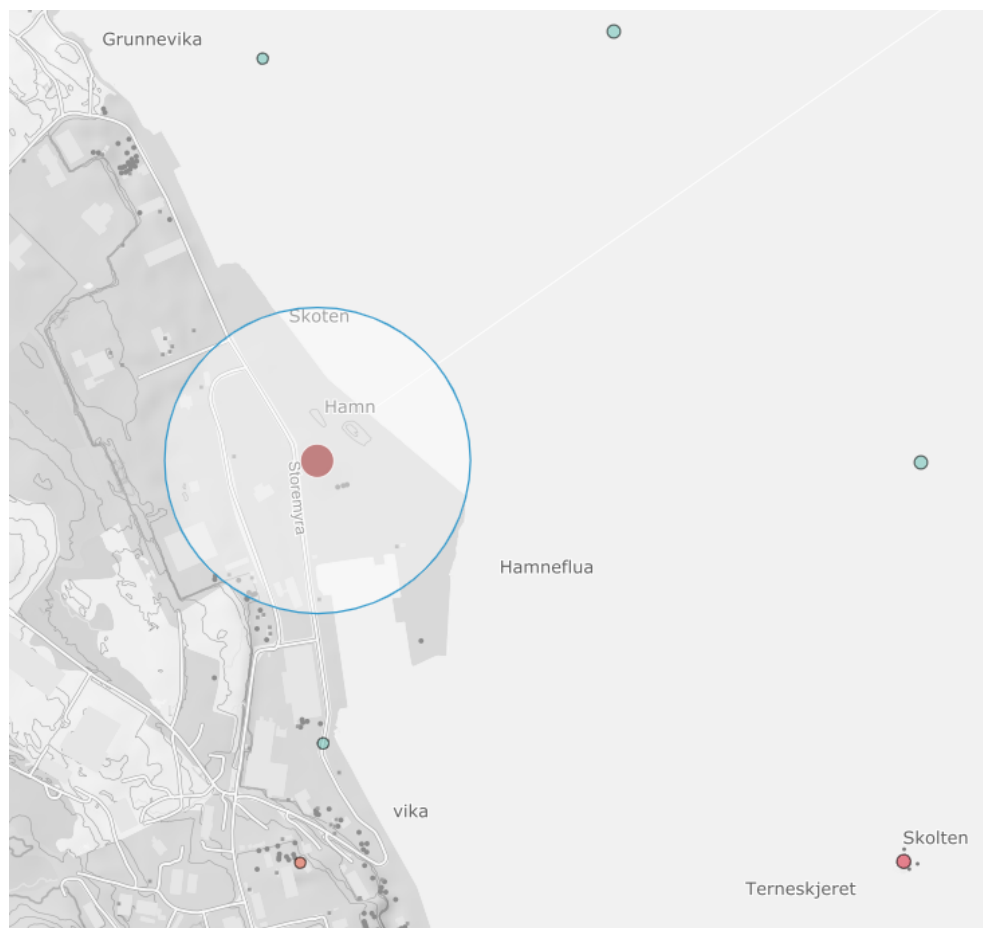 Grunnevika
Skoten
Hamn
Storemyra
Hamneflua
vika
Skolten
Terneskjeret